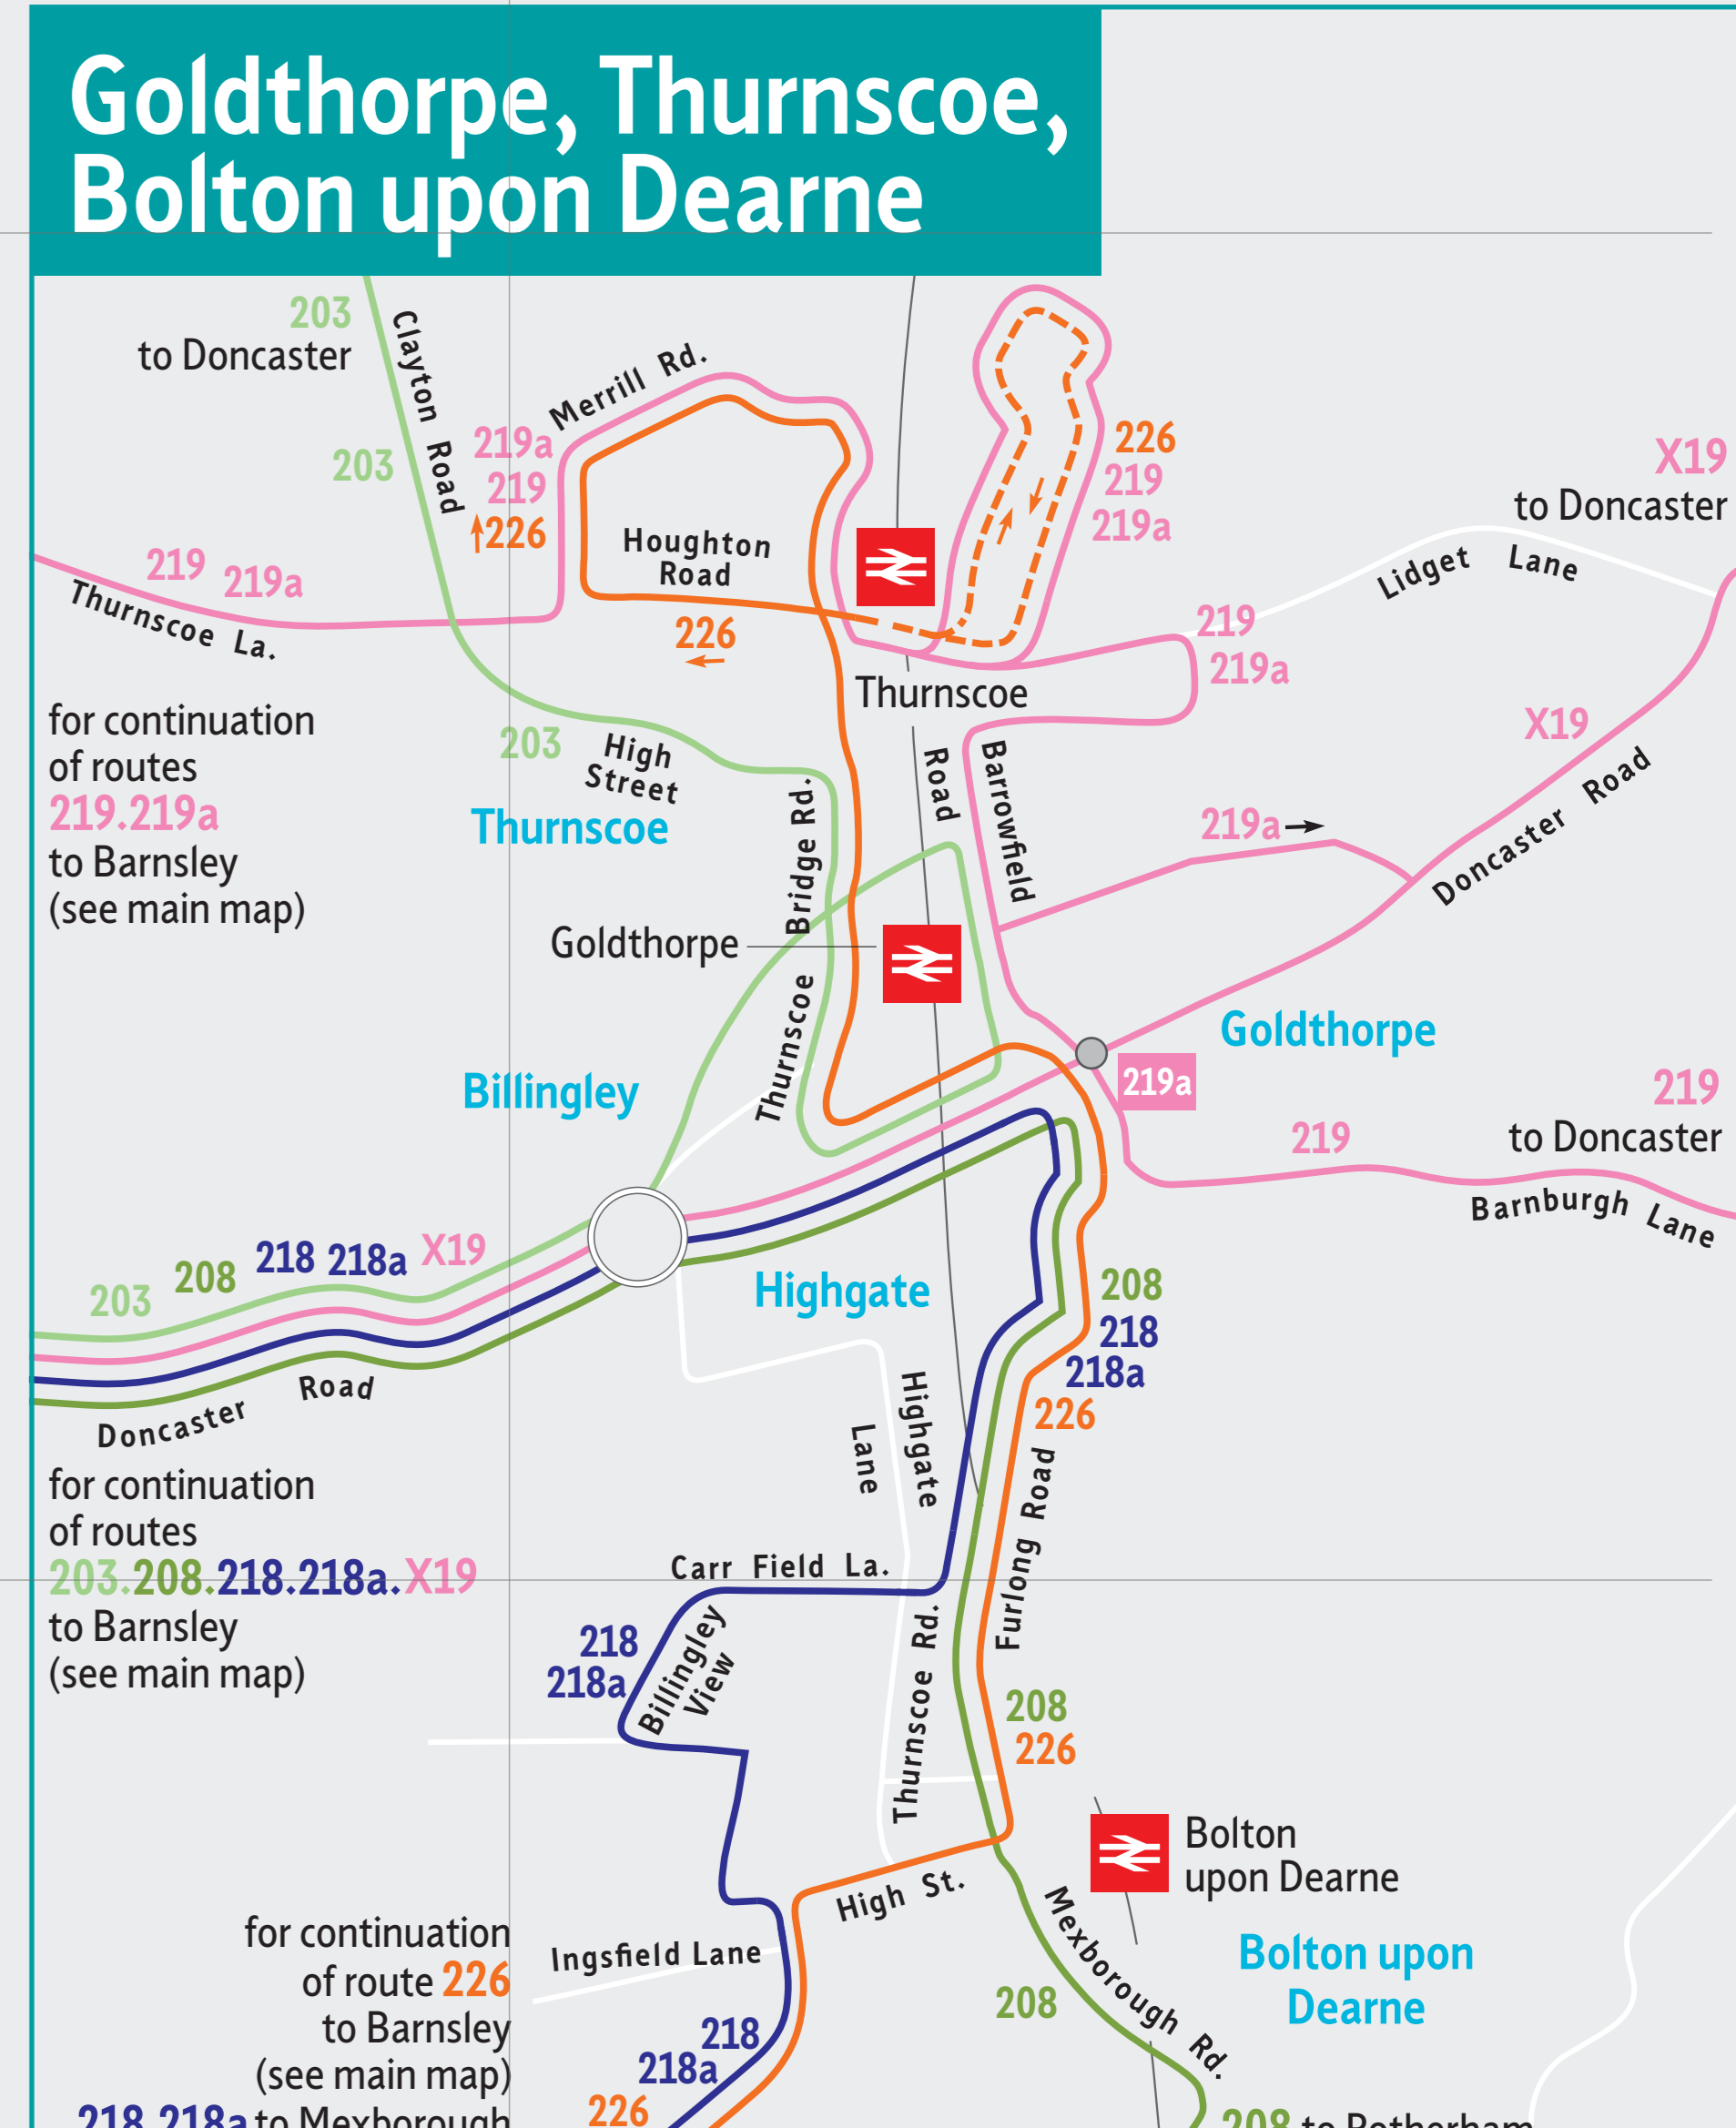 Goldthorpe, Thurnscoe,
Bolton upon Dearne
203
to Doncaster
Clayton Road
203
Merrill Rd.
219a
219
226
Houghton
Road
226
226
219
219a
X19
to Doncaster
Lidget Lane
219 219a
Thurnscoe La.
219
219a
Thurnscoe
for continuation
of routes
219.219a
to Barnsley
(see main map)
203
High
Street
Thurnscoe
Thurnscoe Bridge Rd.
Barrowfield
Road
X19
Doncaster Road
219a
Goldthorpe
Goldthorpe
Billingley
219a
219
to Doncaster
219
Barnburgh Lane
203 208 218 218a X19
Doncaster Road
Highgate
208
218
218a
226
Highgate
Lane
Furlong Road
for continuation
of routes
203.208.218.218a.X19
to Barnsley
(see main map)
Carr Field La.
218
218a
Billingley
View
Thurnscoe Rd.
208
226
Bolton
upon Dearne
High St.
Mexborough Rd.
Bolton upon
Dearne
Ingsfield Lane
208
for continuation
of route 226
to Barnsley
(see main map)
218.218a to Mexborough
218
218a
226
208 to Rotherham